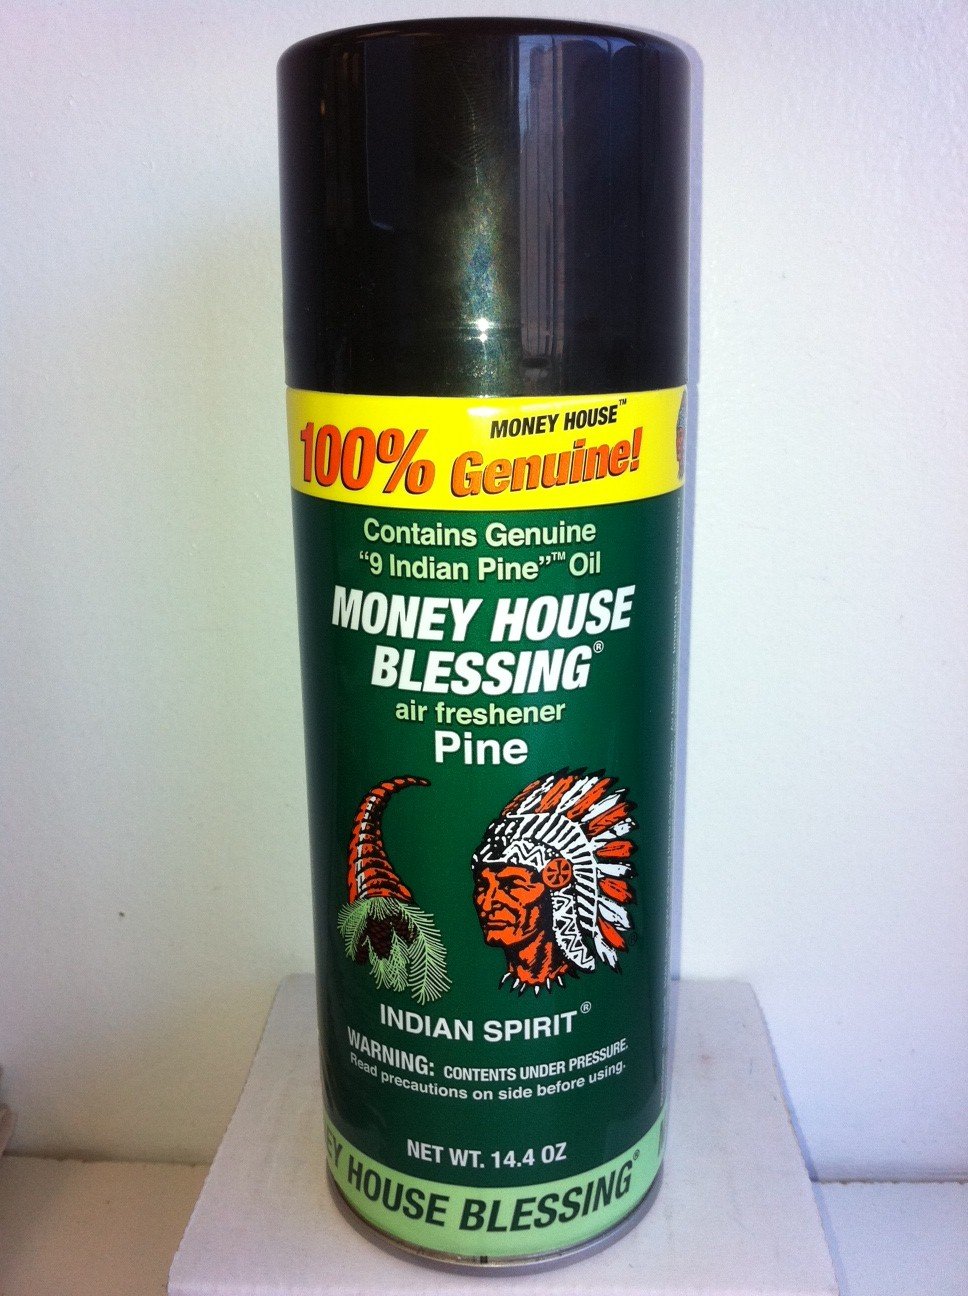 MONEY HOUSE™
100% Genuine!
Contains Genuine
“9 Indian Pine”™ Oil
MONEY HOUSE
BLESSING®
air freshener
Pine
INDIAN SPIRIT®
WARNING: CONTENTS UNDER PRESSURE.
Read precautions on side before using.
NET WT. 14.4 OZ
EY HOUSE BLESSING®